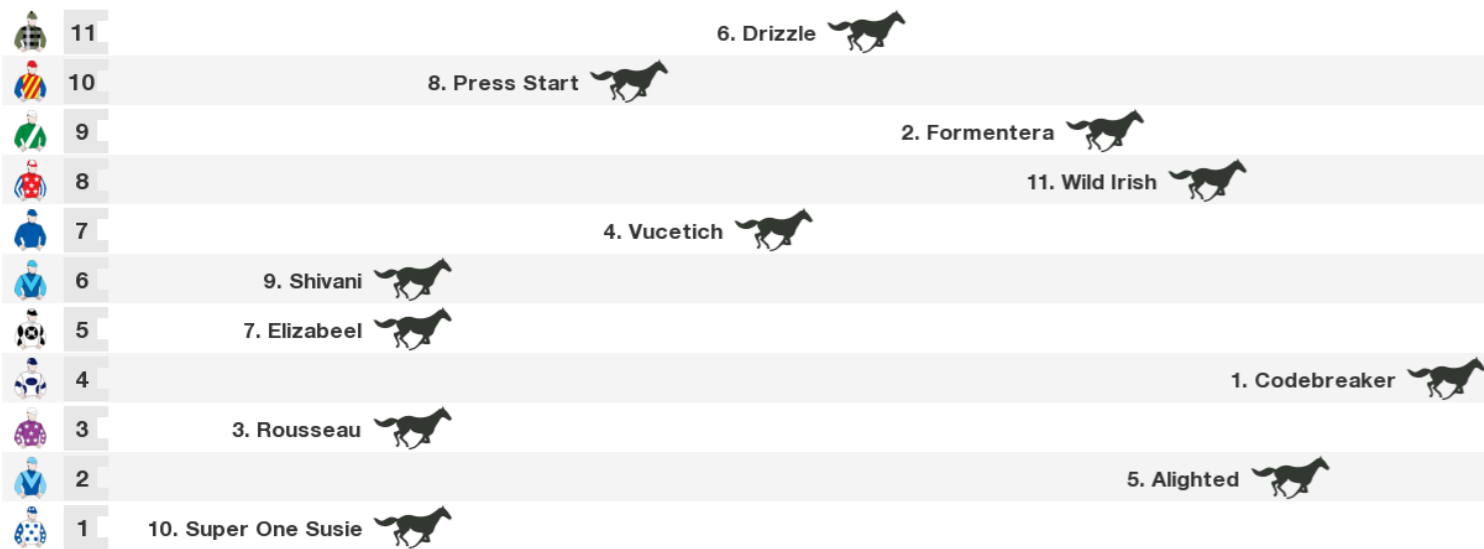 11 6. Drizzle
10 8. Press Start
9 2. Formentera
8 11. Wild Irish
7 4. Vucetich
6 9. Shivani
5 7. Elizabeel
4 1. Codebreaker
3 3. Rousseau
2 5. Alighted
1 10. Super One Susie